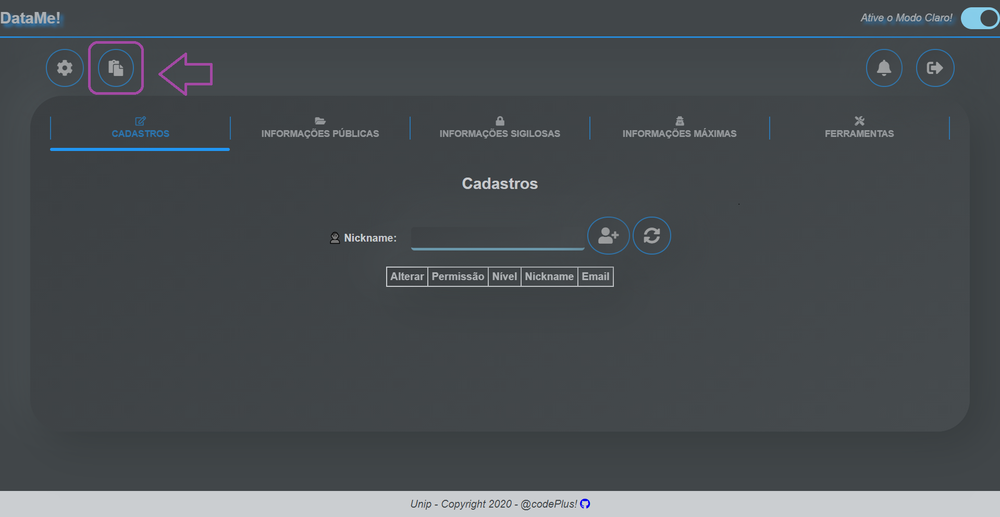 DataMe!
Ative o Modo Claro!
CADASTROS
INFORMAÇÕES PÚBLICAS
INFORMAÇÕES SIGILOSAS
INFORMAÇÕES MÁXIMAS
FERRAMENTAS
Cadastros
Nickname:
Alterar Permissão Nível Nickname Email
Unip - Copyright 2020 - @codePlus!